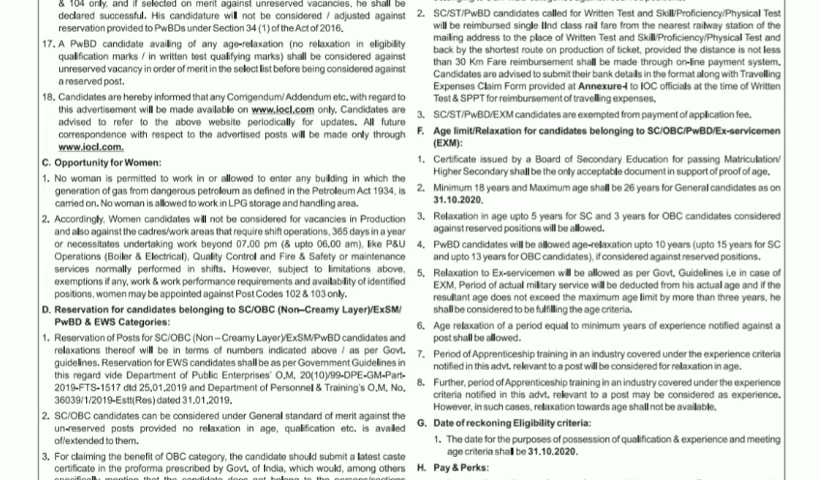 & 104 only, and if selected on merit against unreserved vacancies, he shall be
declared successful. His candidature will not be considered / adjusted against
reservation provided to PwBDs under Section 34 (1) of the Act of 2016.
17. A PwBD candidate availing of any age-relaxation (no relaxation in eligibility
qualification marks / in written test qualifying marks) shall be considered against
unreserved vacancy in order of merit in the select list before being considered against
a reserved post.
18. Candidates are hereby informed that any Corrigendum/Addendum etc. with regard to
this advertisement will be made available on www.iocl.com only. Candidates are
advised to refer to the above website periodically for updates. All future
correspondence with respect to the advertised posts will be made only through
www.iocl.com.
C. Opportunity for Women:
1. No woman is permitted to work in or allowed to enter any building in which the
generation of gas from dangerous petroleum as defined in the Petroleum Act 1934, is
carried on. No woman is allowed to work in LPG storage and handling area.
2. Accordingly, Women candidates will not be considered for vacancies in Production
and also against the cadres/work areas that require shift operations, 365 days in a year
or necessitates undertaking work beyond 07.00 pm (& upto 06.00 am), like P&U
Operations (Boiler & Electrical), Quality Control and Fire & Safety or maintenance
services normally performed in shifts. However, subject to limitations above,
exemptions if any, work & work performance requirements and availability of identified
positions, women may be appointed against Post Codes 102 & 103 only.
D. Reservation for candidates belonging to SC/OBC (Non–Creamy Layer)/ExSM/
PwBD & EWS Categories:
1. Reservation of Posts for SC/OBC (Non–Creamy Layer)/ExSM/PwBD candidates and
relaxations thereof will be in terms of numbers indicated above / as per Govt.
guidelines. Reservation for EWS candidates shall be as per Government Guidelines in
this regard vide Department of Public Enterprises' O.M, 20(10)/99-DPE-GM-Part-
2019-FTS-1517 dtd 25.01.2019 and Department of Personnel & Training's O.M, No.
36039/1/2019-Estt(Res) dated 31.01.2019.
2. SC/OBC candidates can be considered under General standard of merit against the
un-reserved posts provided no relaxation in age, qualification etc. is availed
of/extended to them.
3. For claiming the benefit of OBC category, the candidate should submit a latest caste
certificate in the proforma prescribed by Govt. of India, which would, among others
specifically mention that the candidate does not belong to the persons/sections
2. SC/ST/PwBD candidates called for Written Test and Skill/Proficiency/Physical Test
will be reimbursed single IInd class rail fare from the nearest railway station of the
mailing address to the place of Written Test and Skill/Proficiency/Physical Test and
back by the shortest route on production of ticket, provided the distance is not less
than 30 Km Fare reimbursement shall be made through on-line payment system.
Candidates are advised to submit their bank details in the format along with Travelling
Expenses Claim Form provided at Annexure-I to IOC officials at the time of Written
Test & SPPT for reimbursement of travelling expenses.
3. SC/ST/PwBD/EXM candidates are exempted from payment of application fee.
F. Age limit/Relaxation for candidates belonging to SC/OBC/PwBD/Ex-servicemen
(EXM):
1. Certificate issued by a Board of Secondary Education for passing Matriculation/
Higher Secondary shall be the only acceptable document in support of proof of age.
2. Minimum 18 years and Maximum age shall be 26 years for General candidates as on
31.10.2020.
3. Relaxation in age upto 5 years for SC and 3 years for OBC candidates considered
against reserved positions will be allowed.
4. PwBD candidates will be allowed age-relaxation upto 10 years (upto 15 years for SC
and upto 13 years for OBC candidates), if considered against reserved positions.
5. Relaxation to Ex-servicemen will be allowed as per Govt. Guidelines i.e in case of
EXM, Period of actual military service will be deducted from his actual age and if the
resultant age does not exceed the maximum age limit by more than three years, he
shall be considered to be fulfilling the age criteria.
6. Age relaxation of a period equal to minimum years of experience notified against a
post shall be allowed.
7. Period of Apprenticeship training in an industry covered under the experience criteria
notified in this advt. relevant to a post will be considered for relaxation in age.
8. Further, period of Apprenticeship training in an industry covered under the experience
criteria notified in this advt. relevant to a post may be considered as experience.
However, in such cases, relaxation towards age shall not be available.
G. Date of reckoning Eligibility criteria:
1. The date for the purposes of possession of qualification & experience and meeting
age criteria shall be 31.10.2020.
H. Pay & Perks: